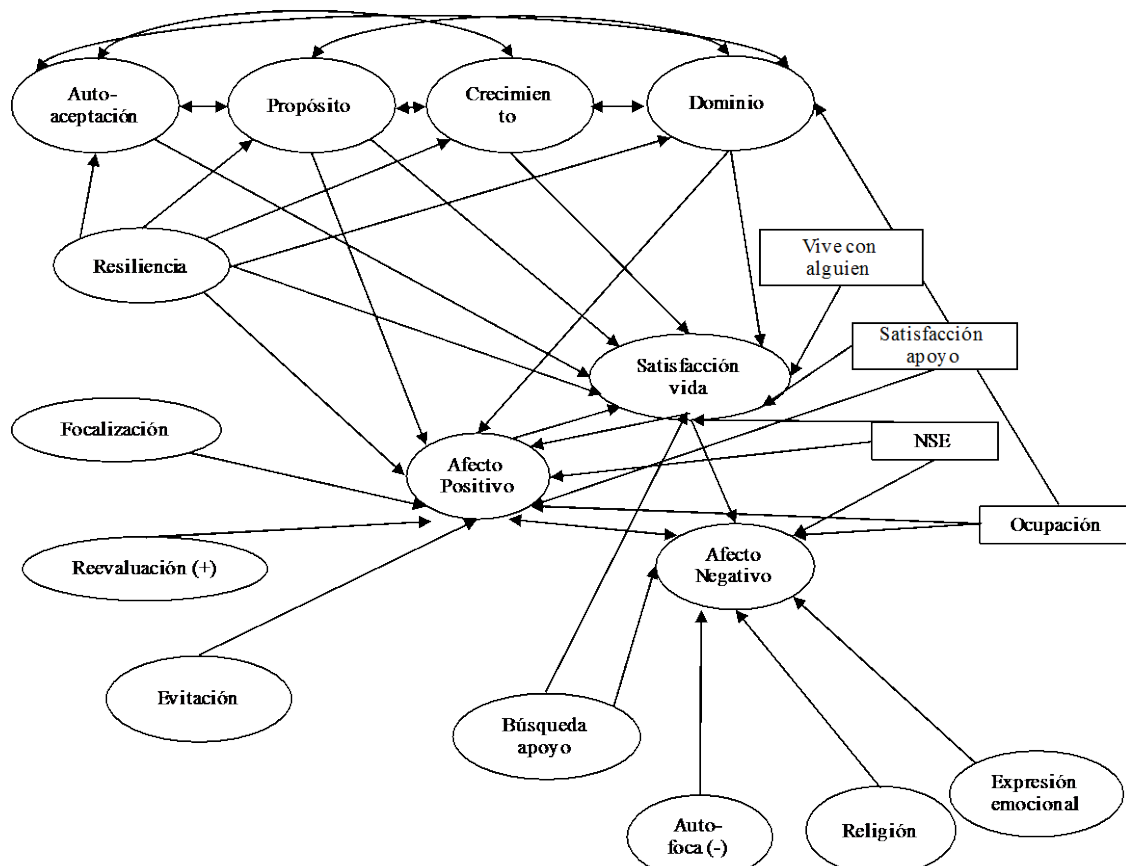 Auto-
aceptación
Propósito
Crecimien
to
Dominio
Resiliencia
Vive con
alguien
Satisfacción
apoyo
Satisfacción
vida
Focalización
NSE
Afecto
Positivo
Ocupación
Reevaluación (+)
Afecto
Negativo
Evitación
Búsqueda
apoyo
Expresión
emocional
Auto-
foca (-)
Religión